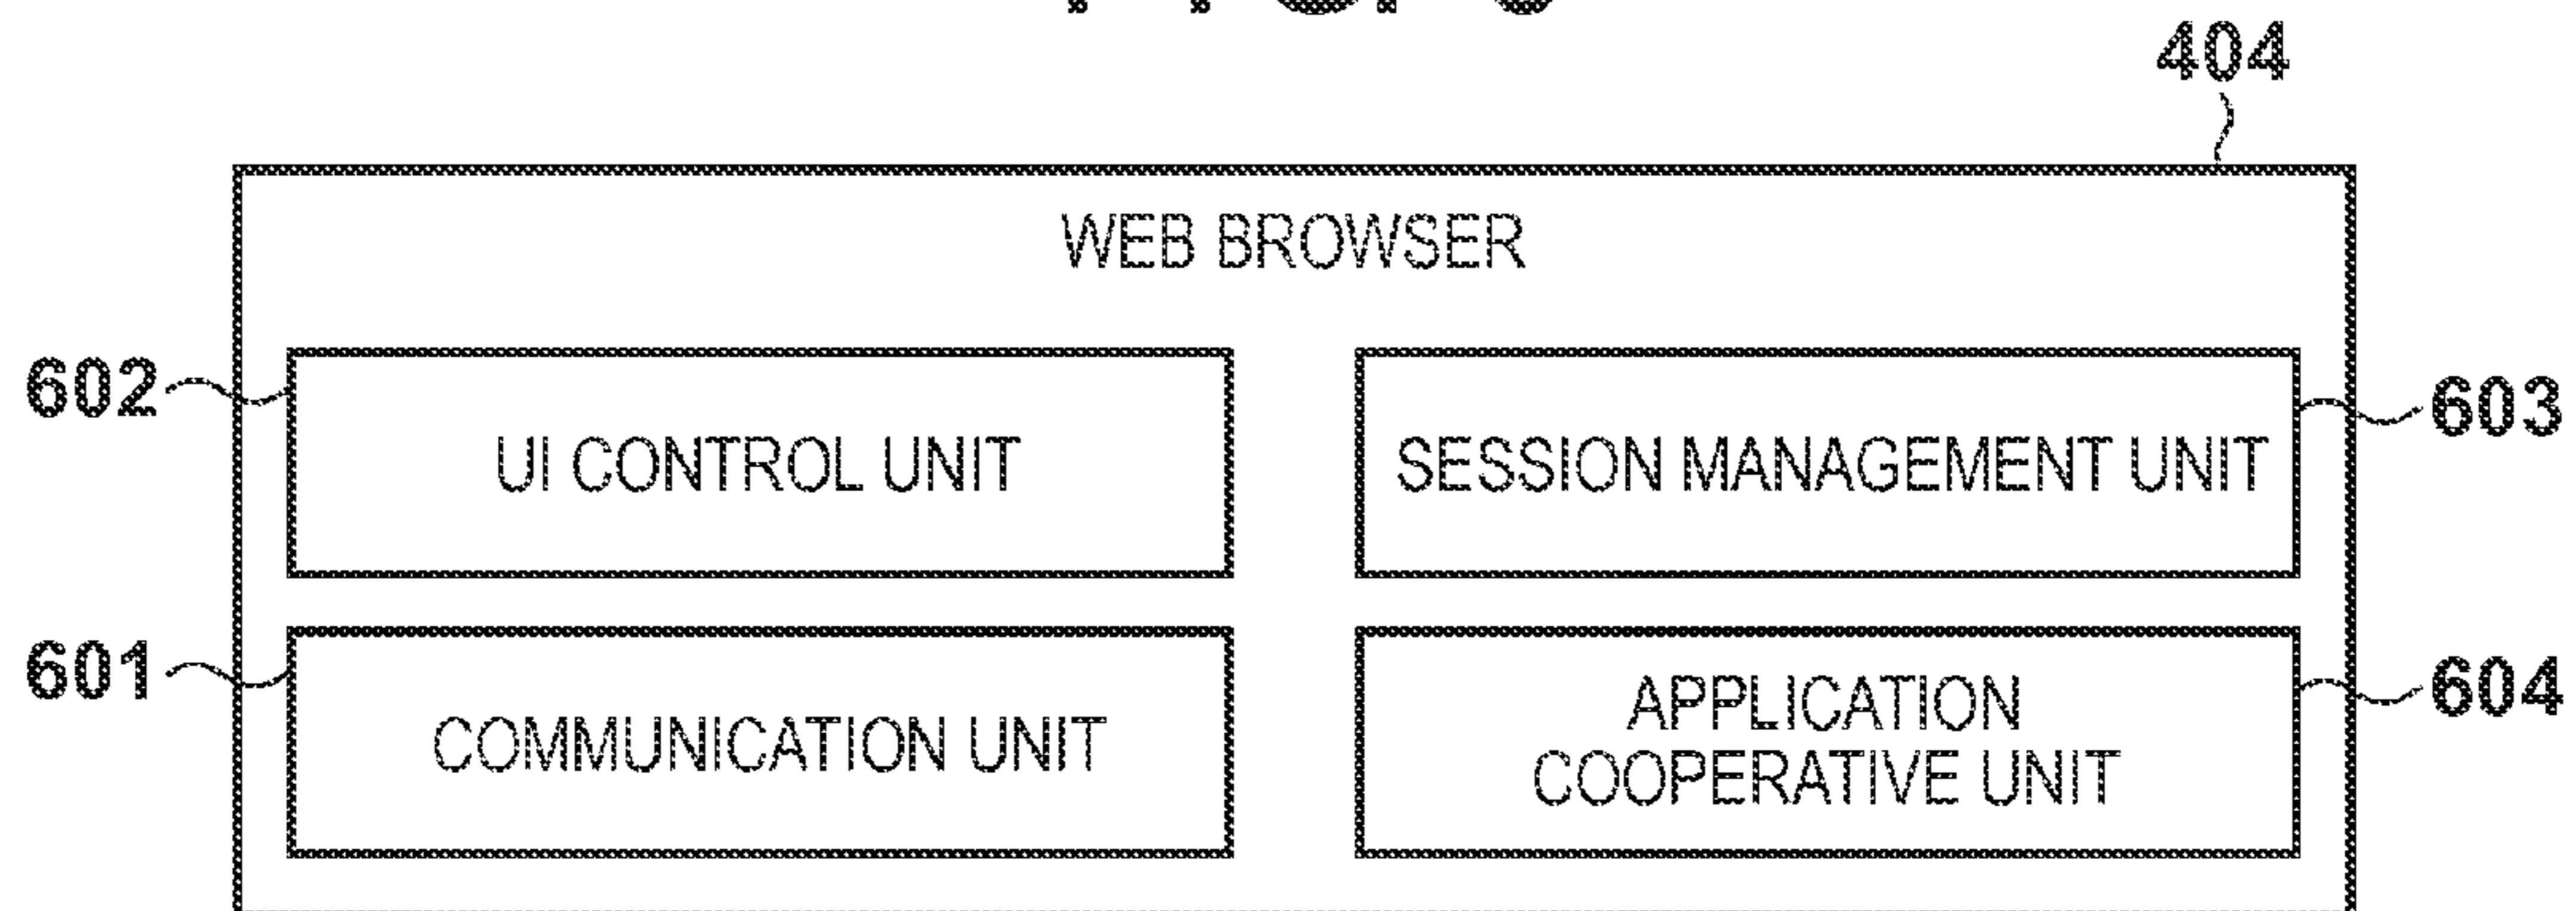 404
WEB BROWSER
602
UI CONTROL UNIT
SESSION MANAGEMENT UNIT
603
601
COMMUNICATION UNIT
APPLICATION
COOPERATIVE UNIT
604